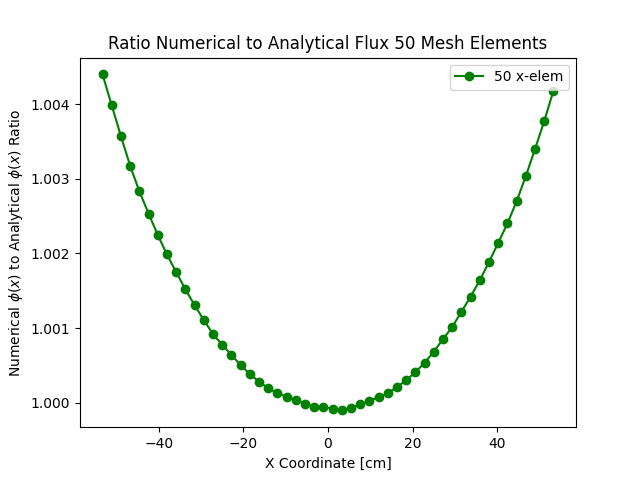 Ratio Numerical to Analytical Flux 50 Mesh Elements
50 x-elem
Numerical ϕ(x) to Analytical ϕ(x) Ratio
1.004
1.003
1.002
1.001
1.000
−40
−20
0
20
40
X Coordinate [cm]